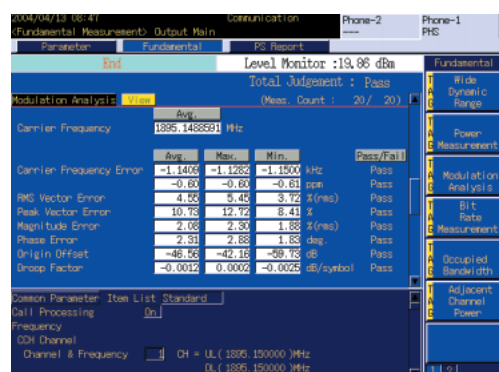 2004/04/13 08:47 Communication Phone-2 Phone-1
<Fundamental Measurement> Output Main ---- PHS
Parameter Fundamental PS Report
End Level Monitor :19.86 dBm Fundamental
Total Judgement : Pass
Modulation Analysis View (Meas. Count : 20/ 20)
Avg.
Carrier Frequency 1895.1488591 MHz
Avg. Max. Min. Pass/Fail
Carrier Frequency Error -1.1409 -1.1282 -1.1500 kHz Pass
-0.60 -0.60 -0.61 ppm Pass
RMS Vector Error 4.55 5.45 3.72 %(rms) Pass
Peak Vector Error 10.73 12.72 8.41 % Pass
Magnitude Error 2.08 2.30 1.88 %(rms) Pass
Phase Error 2.31 2.88 1.83 deg. Pass
Origin Offset -46.56 -42.16 -59.73 dB Pass
Droop Factor -0.0012 0.0002 -0.0025 dB/symbol Pass
Common Parameter Item List Standard
Call Processing On
Frequency
CCH Channel
Channel & Frequency 1 CH = UL( 1895.150000 )MHz
DL( 1895.150000 )MHz
TAG Wide Dynamic Range
TAG Power Measurement
TAG Modulation Analysis
TAG Bit Rate Measurement
TAG Occupied Bandwidth
TAG Adjacent Channel Power
1 2